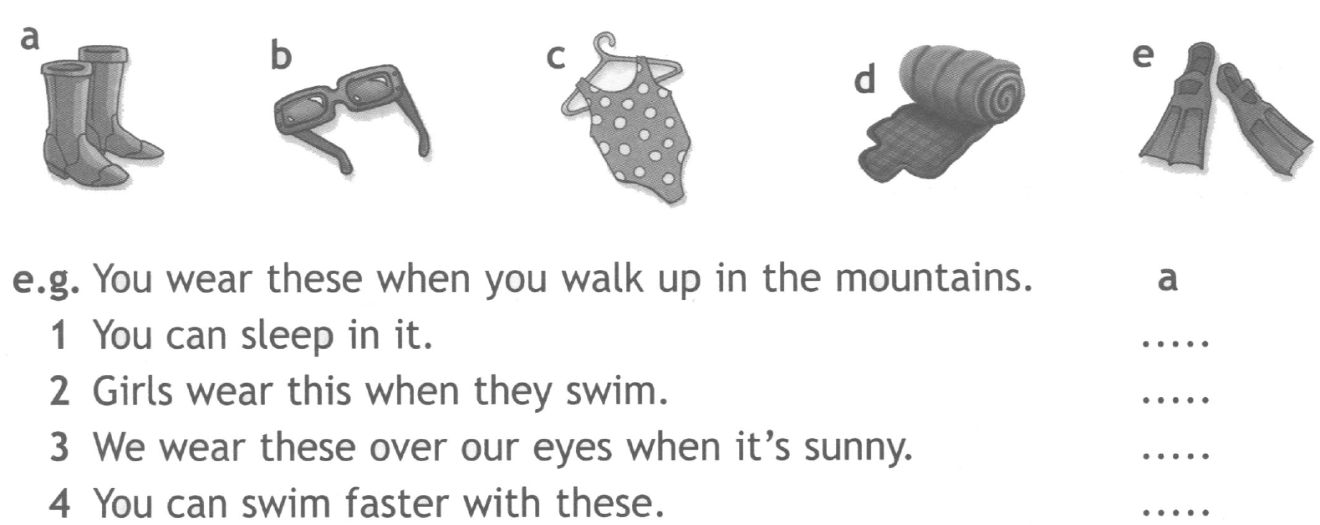 a
b
c
d
e
e.g. You wear these when you walk up in the mountains. a
1 You can sleep in it. .....
2 Girls wear this when they swim. .....
3 We wear these over our eyes when it's sunny. .....
4 You can swim faster with these. .....